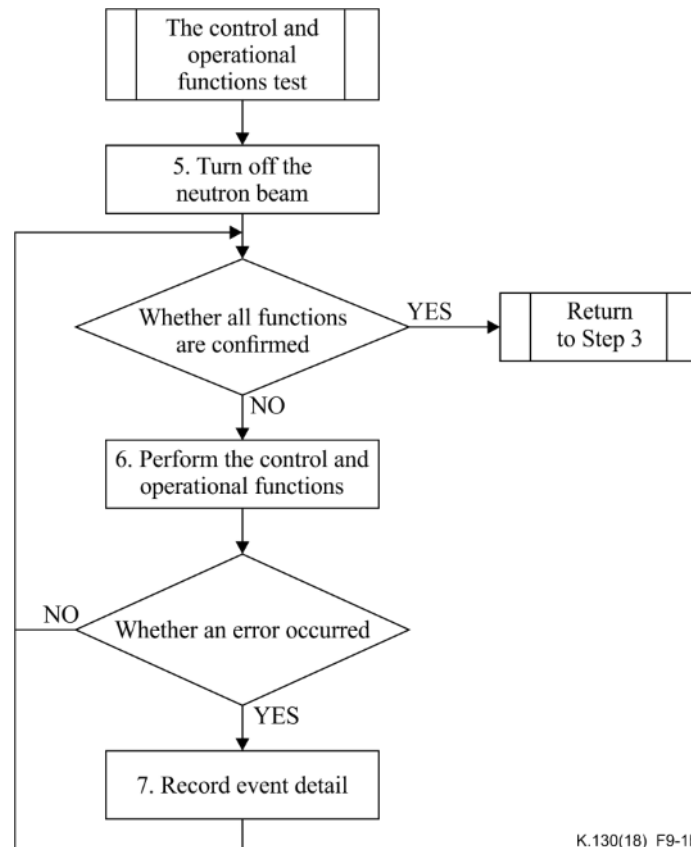 The control and
operational
functions test
5. Turn off the
neutron beam
Whether all functions
are confirmed
YES
Return
to Step 3
NO
6. Perform the control and
operational functions
NO
Whether an error occurred
YES
7. Record event detail